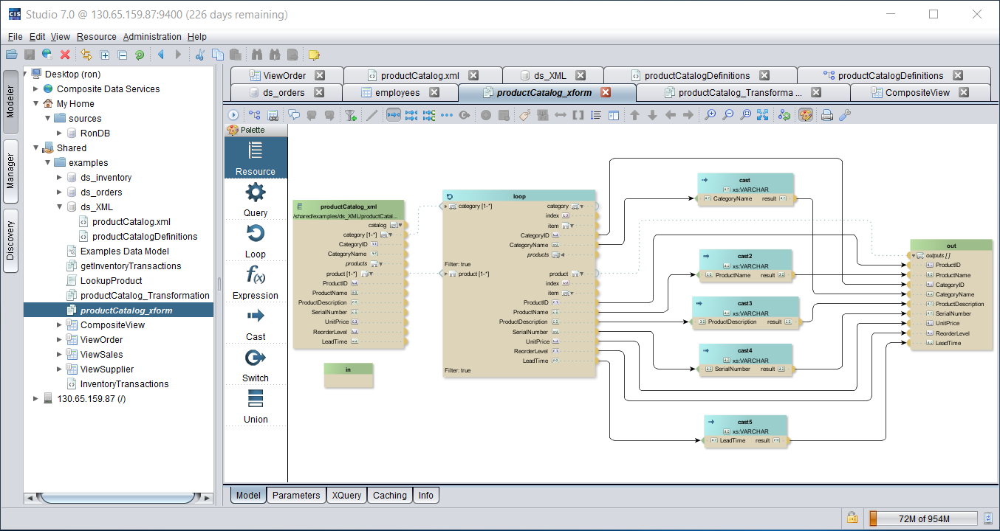 CIS Studio 7.0 @ 130.65.159.87:9400 (226 days remaining)
File Edit View Resource Administration Help
Modeler
Manager
Discovery
Desktop (ron)
Composite Data Services
My Home
sources
RonDB
Shared
examples
ds_inventory
ds_orders
ds_XML
productCatalog.xml
productCatalogDefinitions
Examples Data Model
getInventoryTransactions
LookupProduct
productCatalog_Transformation
productCatalog_xform
CompositeView
ViewOrder
ViewSales
ViewSupplier
InventoryTransactions
130.65.159.87 (/)
ViewOrder productCatalog.xml ds_XML productCatalogDefinitions productCatalogDefinitions
ds_orders employees productCatalog_xform productCatalog_Transforma ... CompositeView
Palette
Resource
Query
Loop
Expression
Cast
Switch
Union
productCatalog_xml
/shared/examples/ds_XML/productCatal...
catalog
category [1-*]
CategoryID
CategoryName
products
product [1-*]
ProductID
ProductName
ProductDescription
SerialNumber
UnitPrice
ReorderLevel
LeadTime
in
loop
category [1-*] category
index
item
CategoryID
CategoryName
products
Filter: true
product [1-*] product
index
item
ProductID
ProductName
ProductDescription
SerialNumber
UnitPrice
ReorderLevel
LeadTime
Filter: true
cast
xs:VARCHAR
CategoryName result
cast2
xs:VARCHAR
ProductName result
cast3
xs:VARCHAR
ProductDescription result
cast4
xs:VARCHAR
SerialNumber result
cast5
xs:VARCHAR
LeadTime result
out
outputs [ ]
ProductID
ProductName
CategoryID
CategoryName
ProductDescription
SerialNumber
UnitPrice
ReorderLevel
LeadTime
Model Parameters XQuery Caching Info
72M of 954M